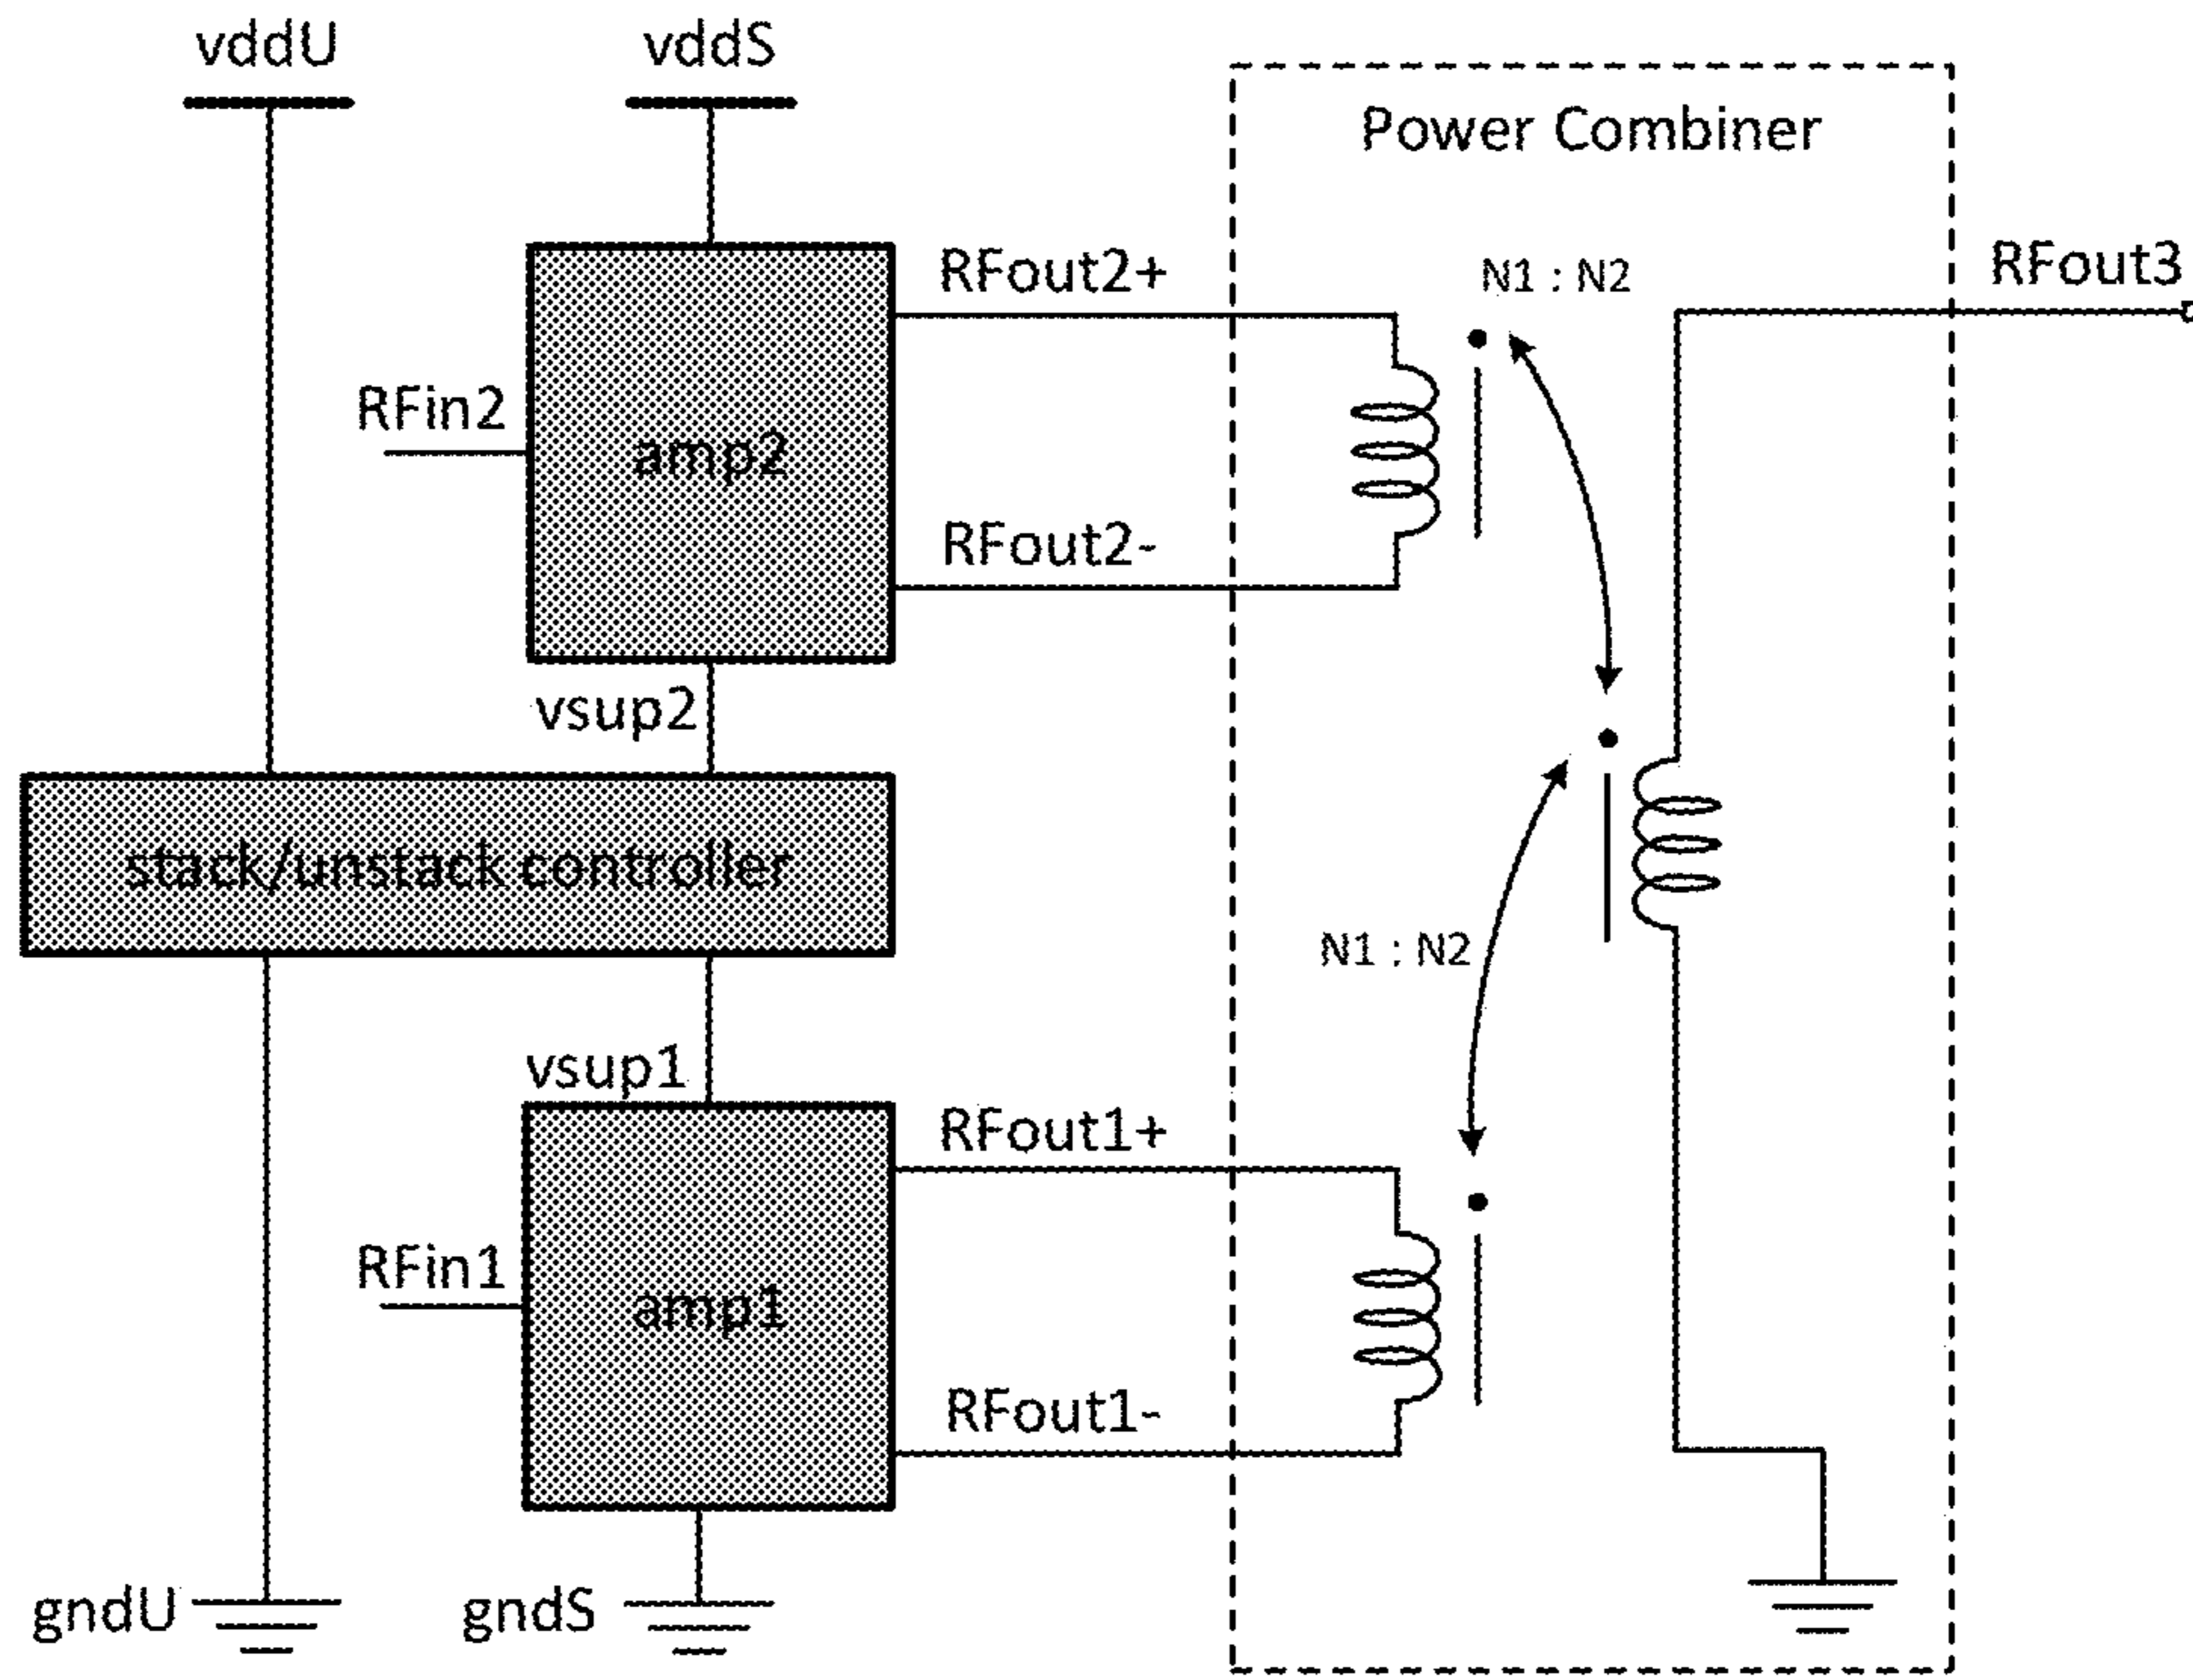 vddU
vddS
Power Combiner
RFout2+
N1 : N2
RFout3
RFin2
amp2
RFout2-
vsup2
stack/unstack controller
N1 : N2
vsup1
RFout1+
RFin1
amp1
RFout1-
gndU
gndS